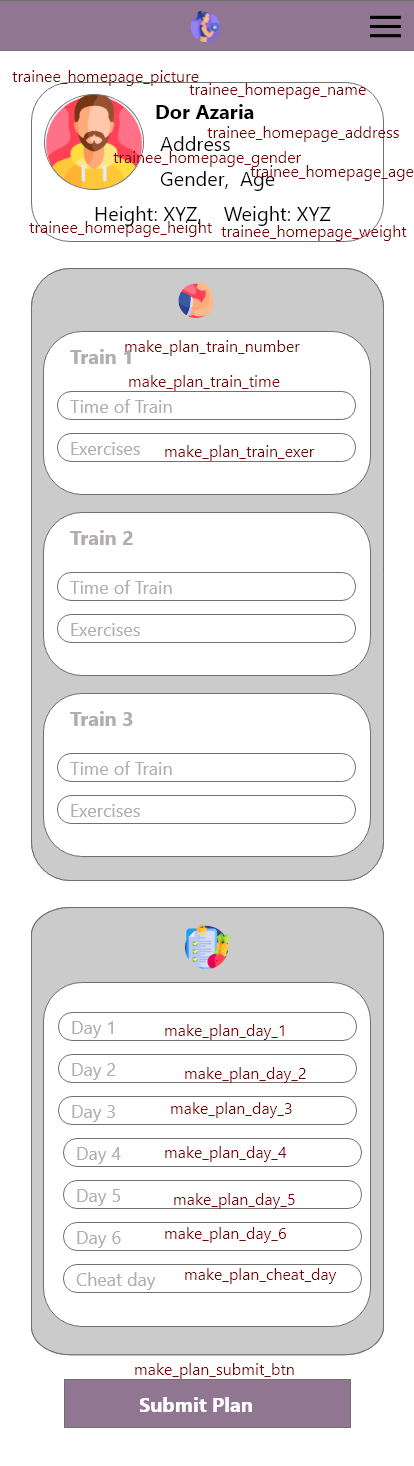 trainee_homepage_picture
trainee_homepage_name
Dor Azaria
trainee_homepage_address
Address
trainee_homepage_gender
trainee_homepage_age
Gender, Age
Height: XYZ, Weight: XYZ
trainee_homepage_height
trainee_homepage_weight
make_plan_train_number
Train 1
make_plan_train_time
Time of Train
Exercises
make_plan_train_exer
Train 2
Time of Train
Exercises
Train 3
Time of Train
Exercises
Day 1 make_plan_day_1
Day 2 make_plan_day_2
Day 3 make_plan_day_3
Day 4 make_plan_day_4
Day 5 make_plan_day_5
Day 6 make_plan_day_6
Cheat day make_plan_cheat_day
make_plan_submit_btn
Submit Plan